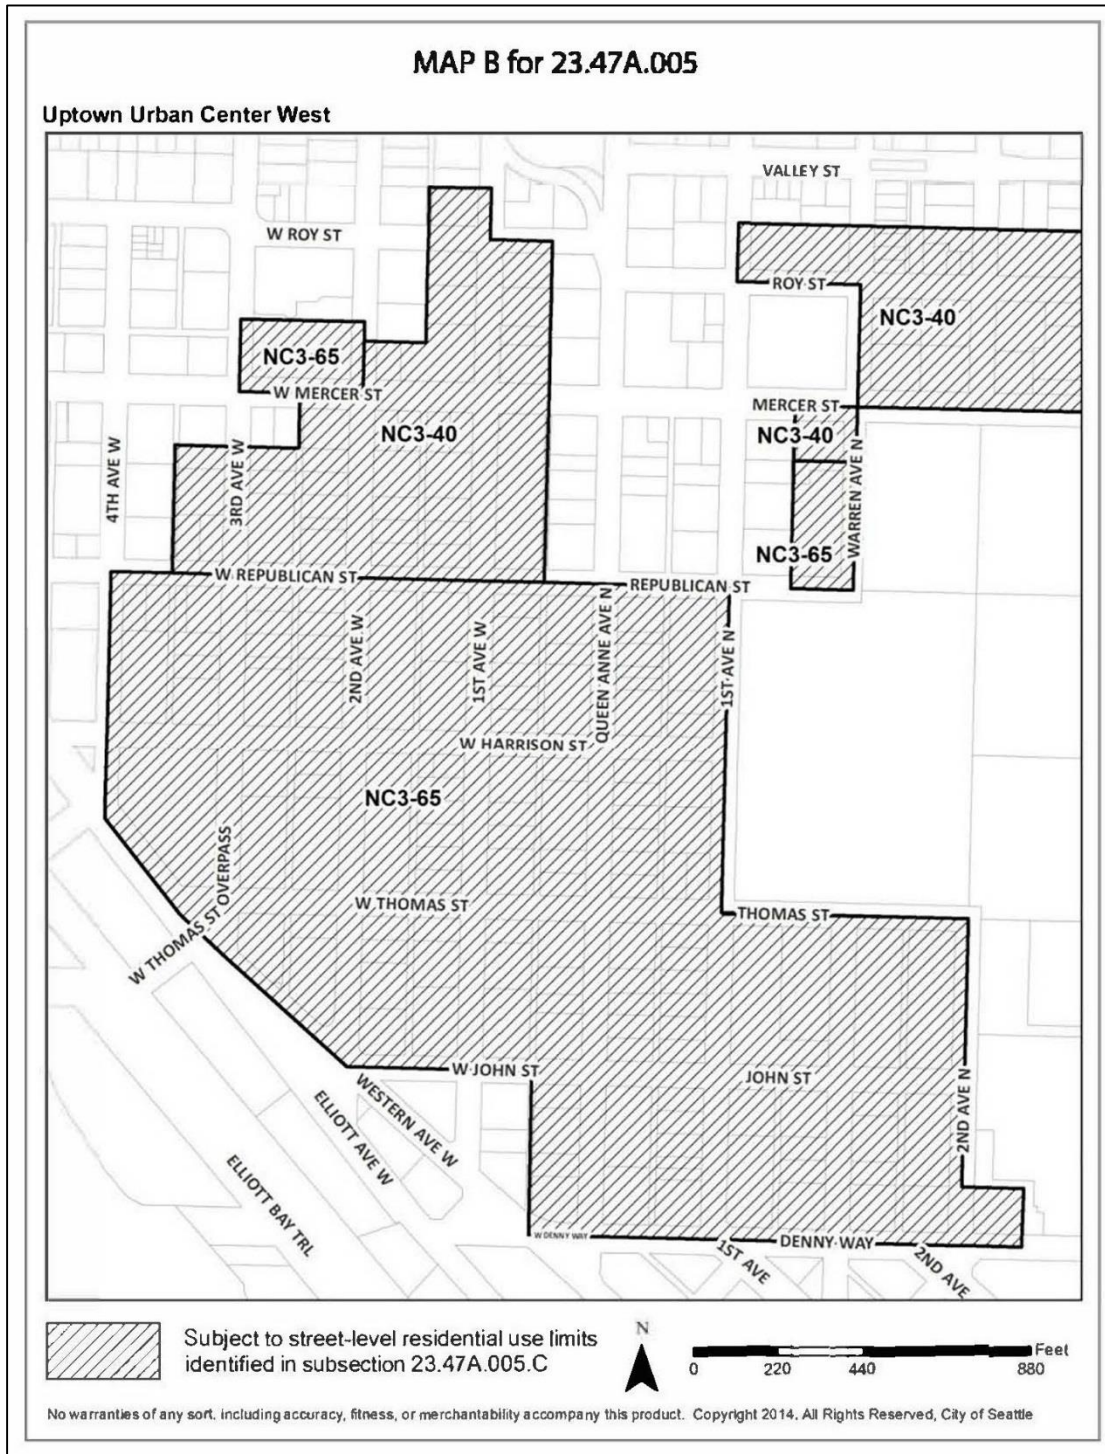 MAP B for 23.47A.005
Uptown Urban Center West
VALLEY ST
W ROY ST
ROY ST
NC3-40
NC3-65
W MERCER ST
MERCER ST
NC3-40
NC3-40
4TH AVE W
3RD AVE W
WARREN AVE N
NC3-65
W REPUBLICAN ST
REPUBLICAN ST
2ND AVE W
1ST AVE W
QUEEN ANNE AVE N
1ST AVE N
W HARRISON ST
NC3-65
OVERPASS
W THOMAS ST
W THOMAS ST
THOMAS ST
W JOHN ST
JOHN ST
2ND AVE N
WESTERN AVE W
ELLIOTT AVE W
ELLIOTT BAY TRL
W DENNY WAY
DENNY WAY
1ST AVE
2ND AVE
Subject to street-level residential use limits
identified in subsection 23.47A.005.C
N
Feet
0 220 440 880
No warranties of any sort, including accuracy, fitness, or merchantability accompany this product. Copyright 2014, All Rights Reserved, City of Seattle